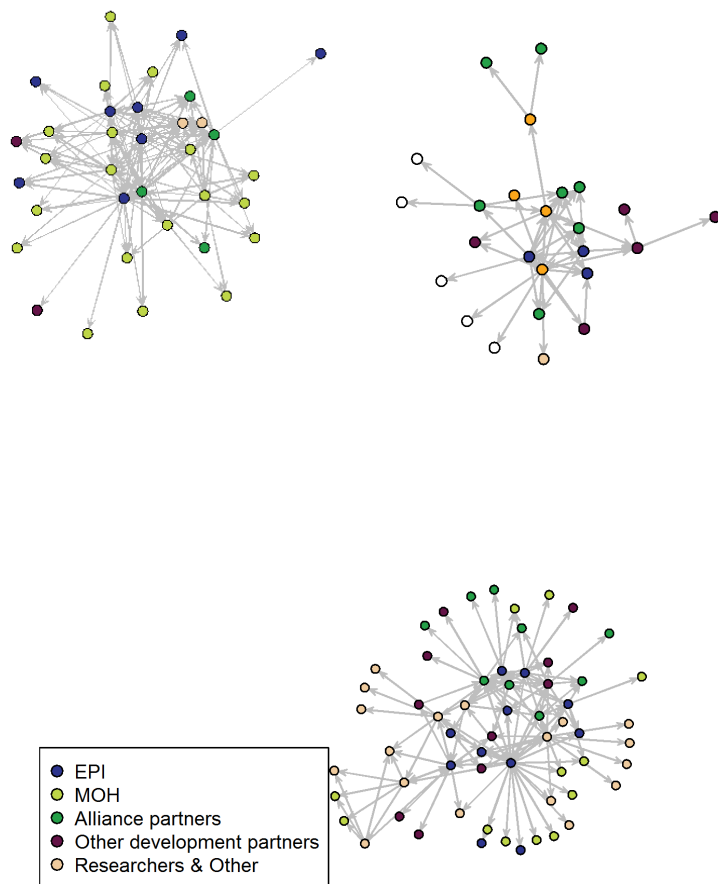 EPI
MOH
Alliance partners
Other development partners
Researchers & Other